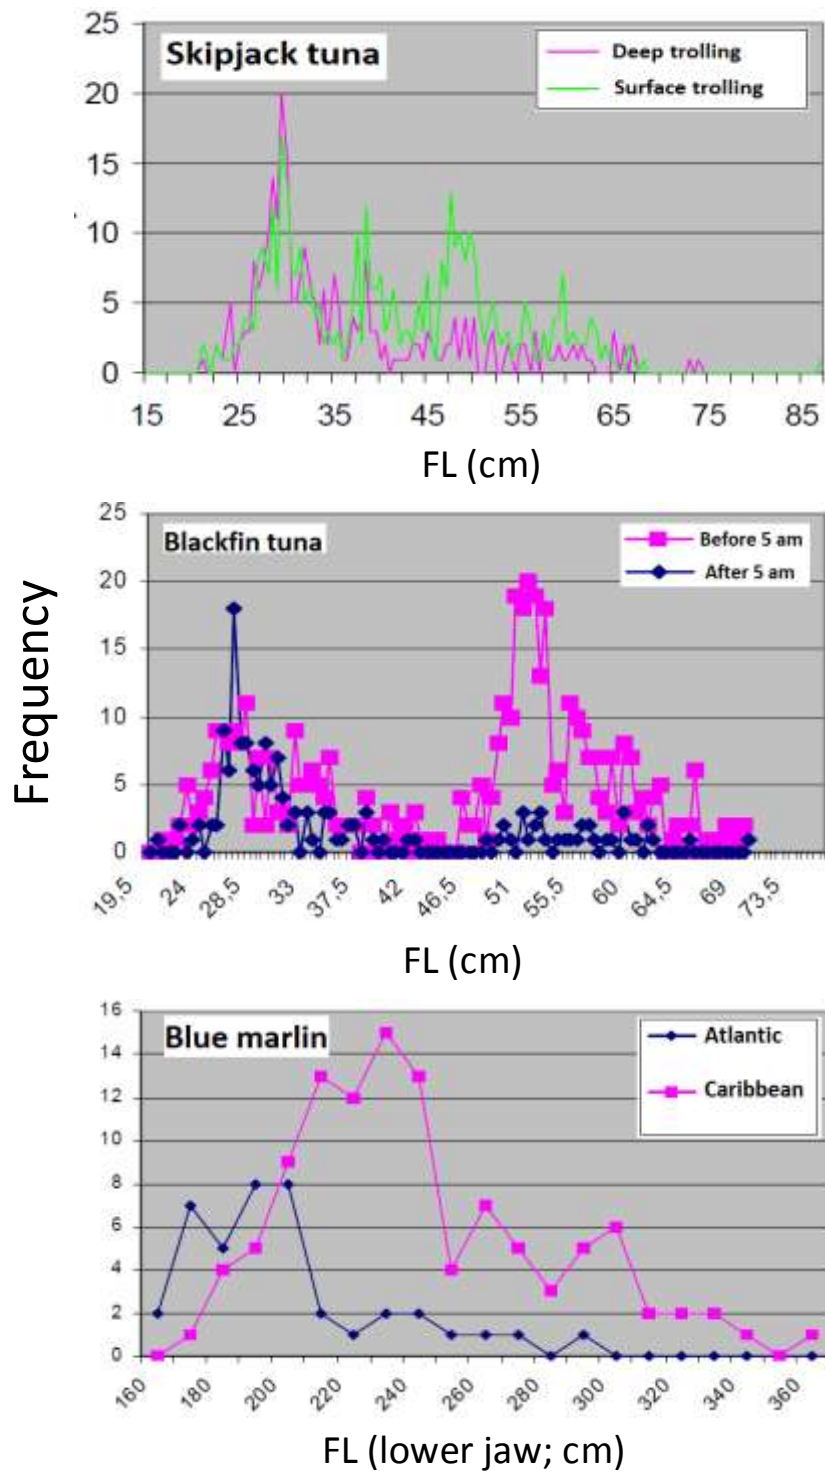 Skipjack tuna
Deep trolling
Surface trolling
25
20
15
10
5
0
15 25 35 45 55 65 75 85
FL (cm)
Frequency
Blackfin tuna
Before 5 am
After 5 am
25
20
15
10
5
0
19,5 24 28,5 33 37,5 42 46,5 51 55,5 60 64,5 69 73,5
FL (cm)
Blue marlin
Atlantic
Caribbean
16
14
12
10
8
6
4
2
0
160 180 200 220 240 260 280 300 320 340 360
FL (lower jaw; cm)